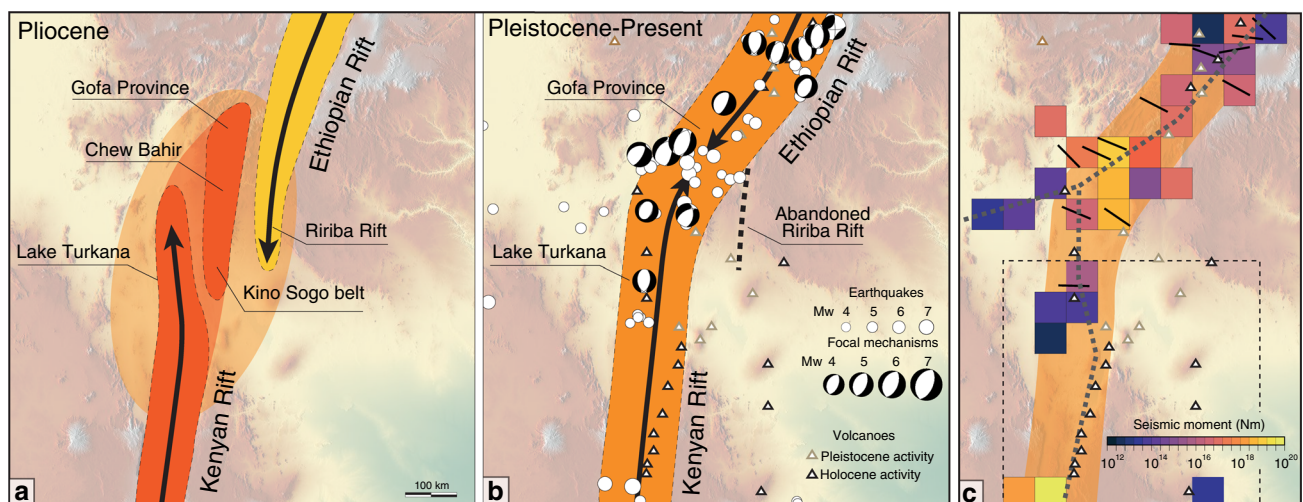 Pliocene
Gofa Province
Chew Bahir
Lake Turkana
Ethiopian Rift
Ririba Rift
Kino Sogo belt
Kenyan Rift
100 km
a
Pleistocene-Present
Gofa Province
Ethiopian Rift
Abandoned
Ririba Rift
Lake Turkana
Kenyan Rift
Earthquakes
Mw 4 5 6 7
Focal mechanisms
Mw 4 5 6 7
Volcanoes
Pleistocene activity
Holocene activity
b
Seismic moment (Nm)
10¹² 10¹⁴ 10¹⁶ 10¹⁸ 10²⁰
c